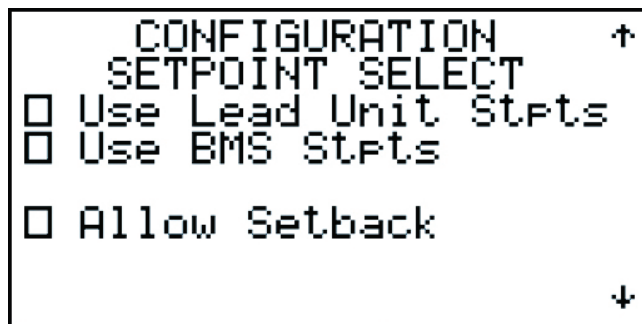 CONFIGURATION ↑
SETPOINT SELECT
□ Use Lead Unit Stpts
□ Use BMS Stpts
□ Allow Setback
↓